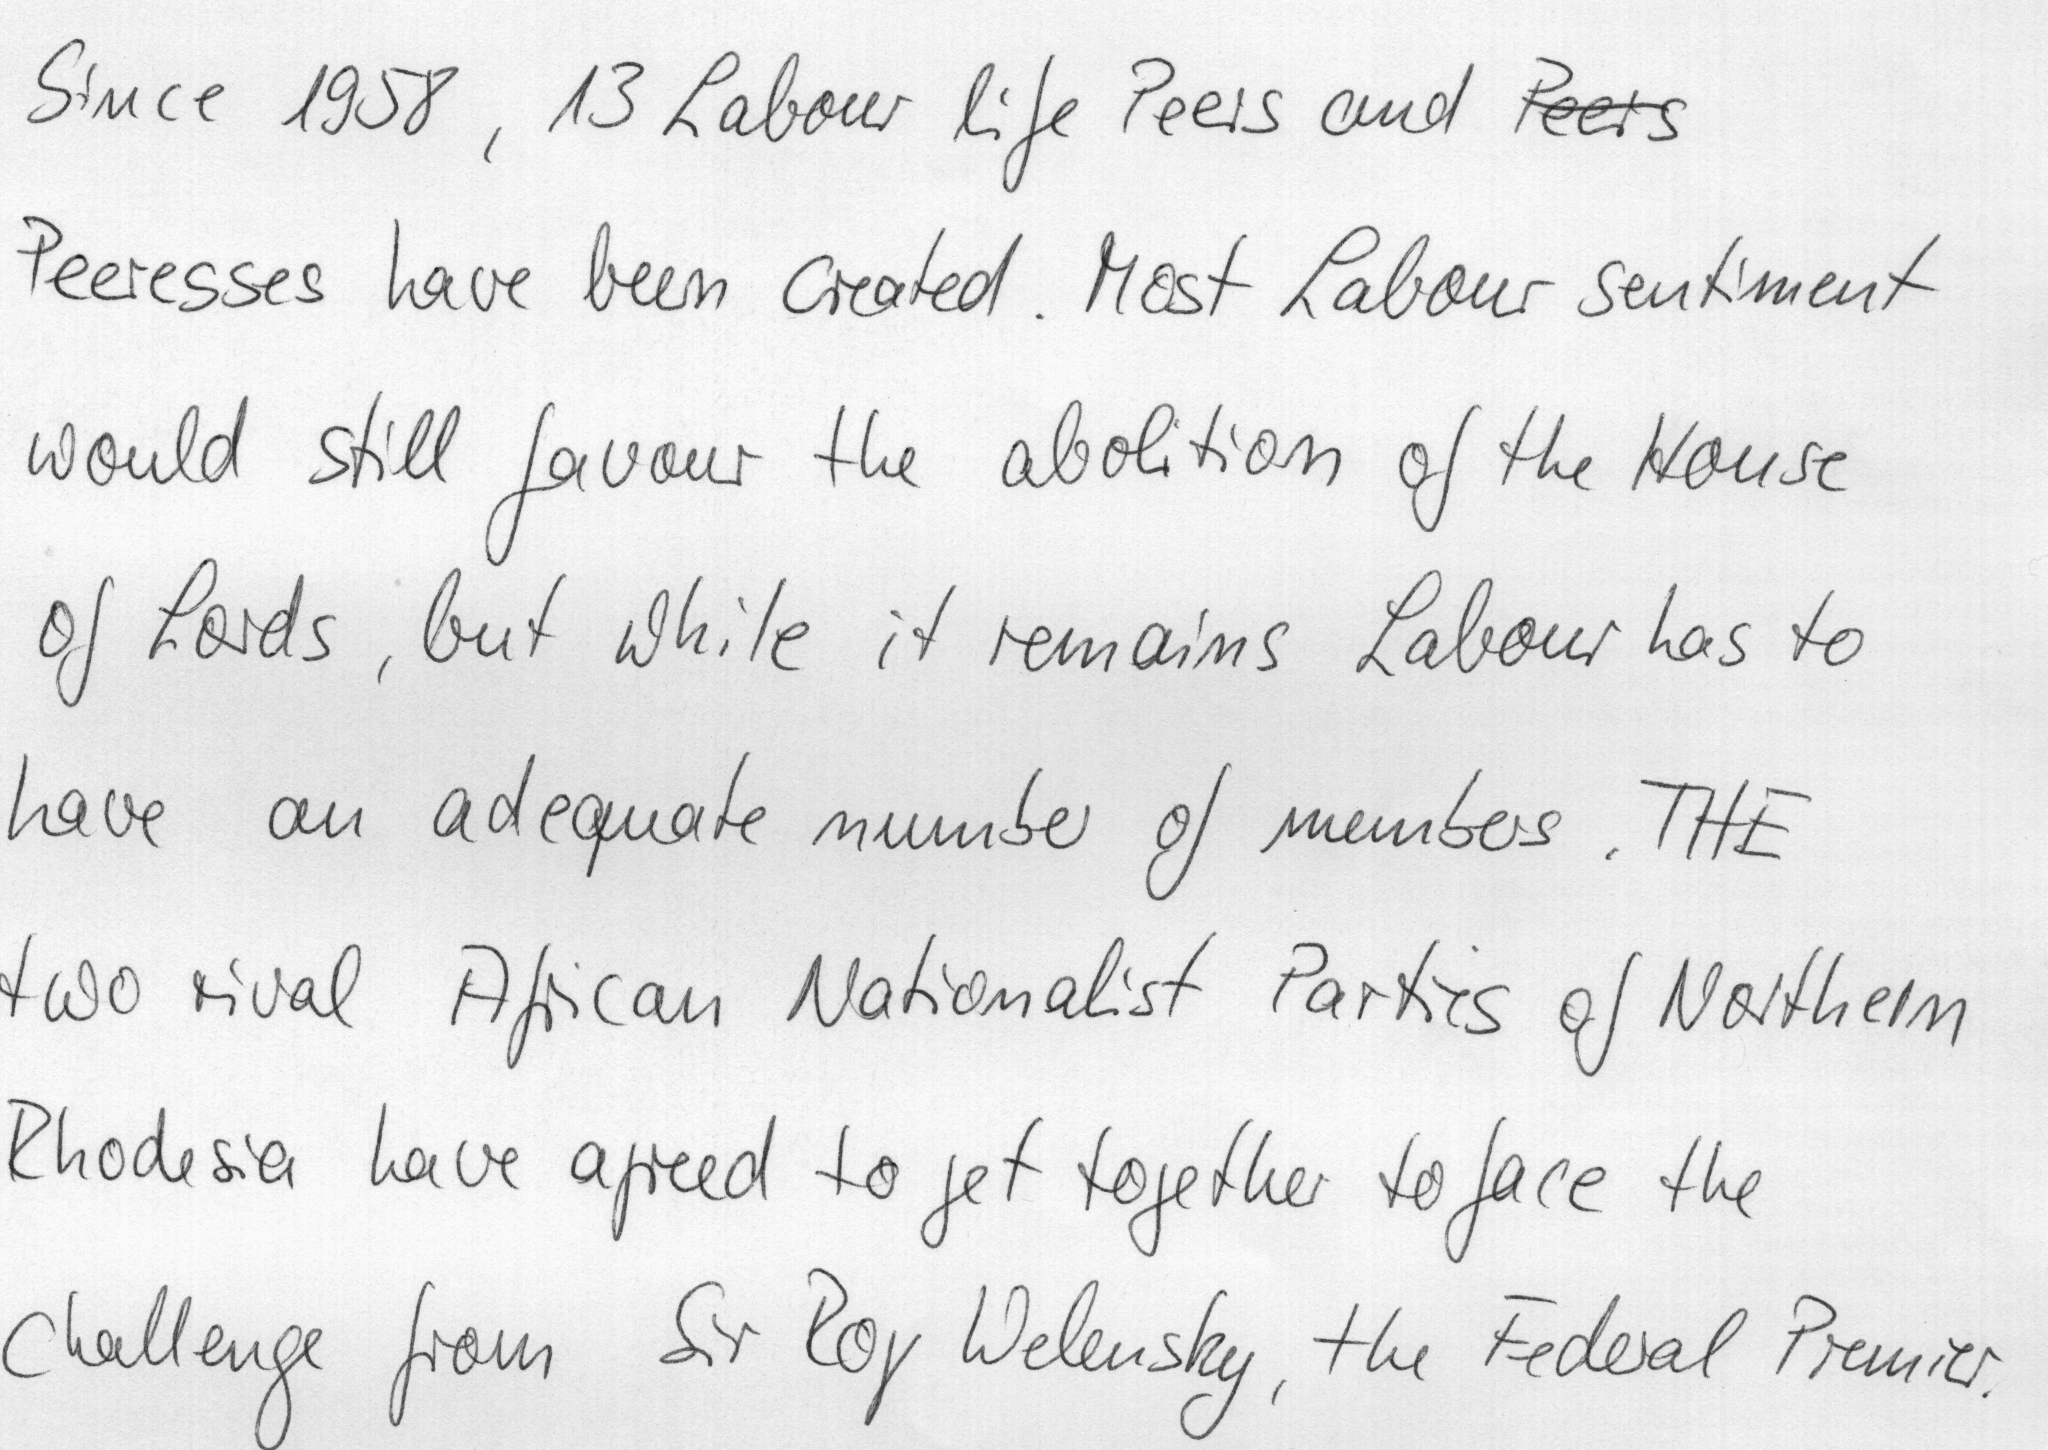 Since 1958, 13 Labour life Peers and Peers
Peeresses have been created. Most Labour sentiment
would still favour the abolition of the House
of Lords, but while it remains Labour has to
have an adequate number of members. THE
two rival African Nationalist Parties of Northern
Rhodesia have agreed to get together to face the
challenge from Sir Roy Welensky, the Federal Premier.